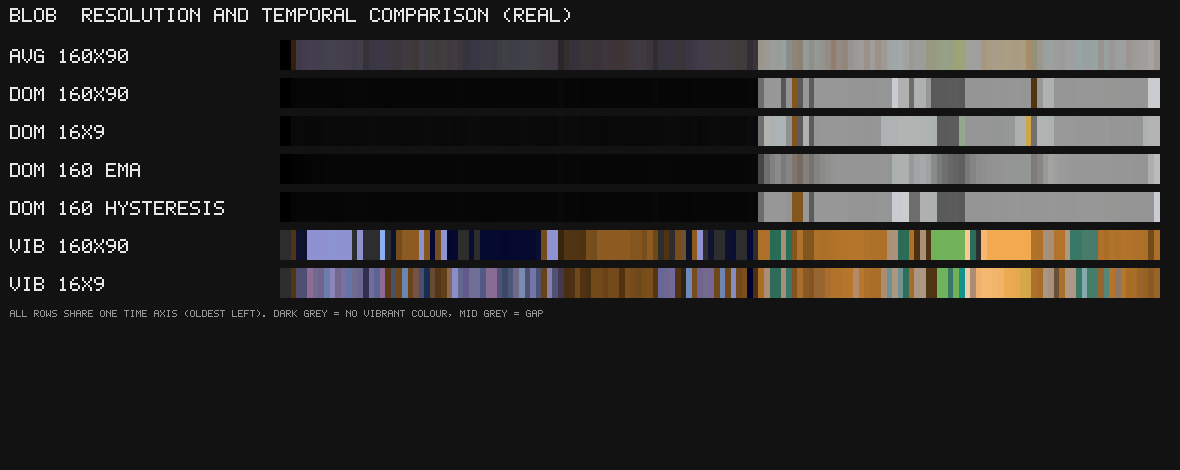 BLOB  RESOLUTION AND TEMPORAL COMPARISON (REAL)
AVG 160X90
DOM 160X90
DOM 16X9
DOM 160 EMA
DOM 160 HYSTERESIS
VIB 160X90
VIB 16X9
ALL ROWS SHARE ONE TIME AXIS (OLDEST LEFT). DARK GREY = NO VIBRANT COLOUR, MID GREY = GAP